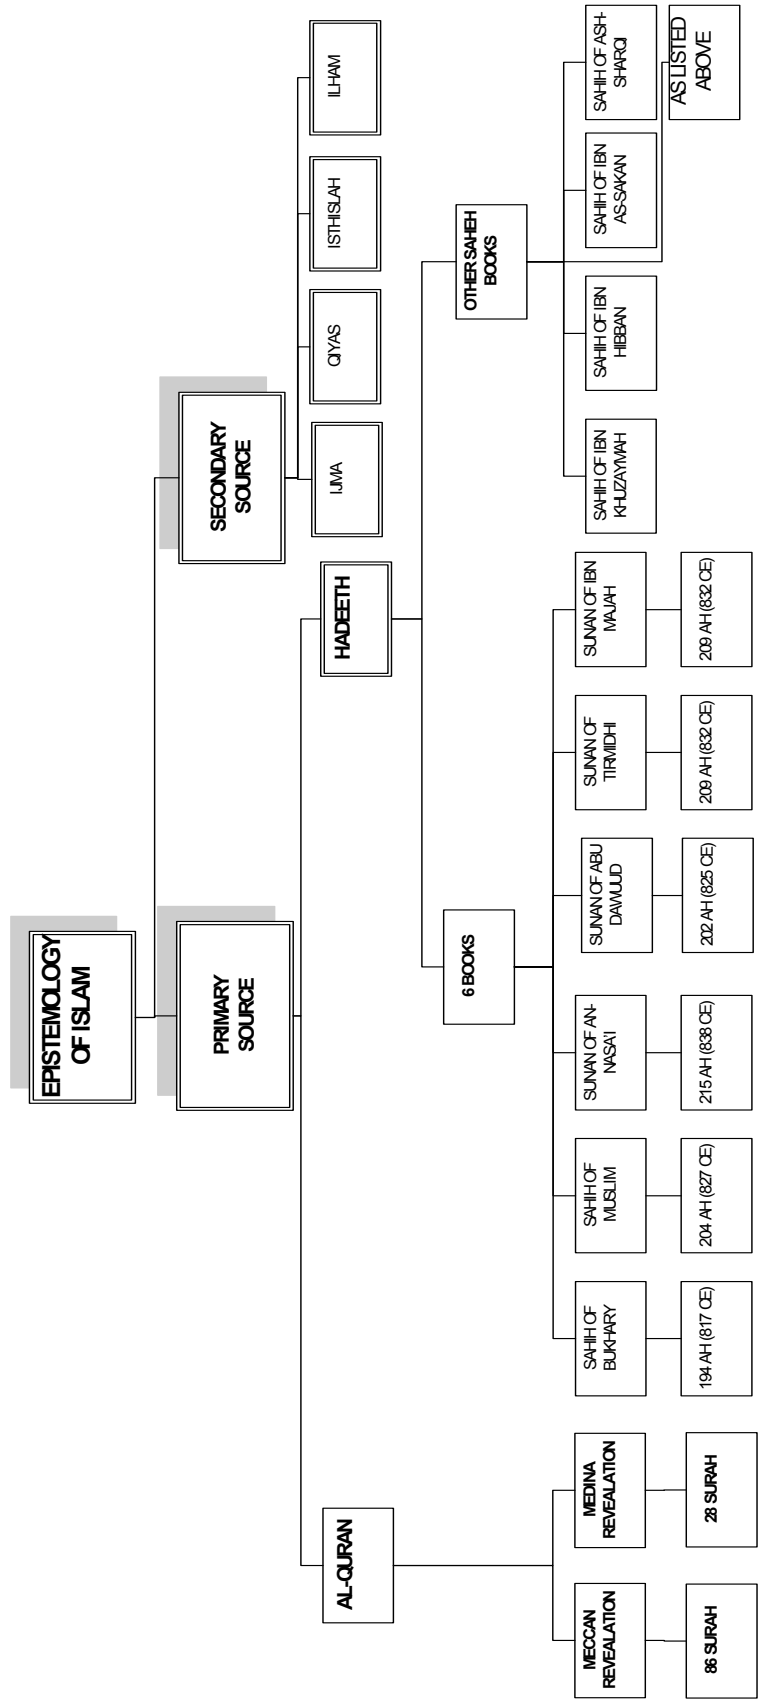 EPISTEMOLOGY
OF ISLAM
PRIMARY
SOURCE
SECONDARY
SOURCE
AL-QURAN
HADEETH
IJMA
QIYAS
ISTHISLAH
ILHAM
6 BOOKS
OTHER SAHEH
BOOKS
MECCAN
REVEALATION
MEDINA
REVEALATION
SAHIH OF
BUKHARY
SAHIH OF
MUSLIM
SUNAN OF AN-
NASA'I
SUNAN OF ABU
DAWUUD
SUNAN OF
TIRMIDHI
SUNAN OF IBN
MAJAH
SAHIH OF IBN
KHUZAYMAH
SAHIH OF IBN
HIBBAN
SAHIH OF IBN
AS-SAKAN
SAHIH OF ASH-
SHARQI
86 SURAH
28 SURAH
194 AH (817 CE)
204 AH (827 CE)
215 AH (838 CE)
202 AH (825 CE)
209 AH (832 CE)
209 AH (832 CE)
AS LISTED
ABOVE